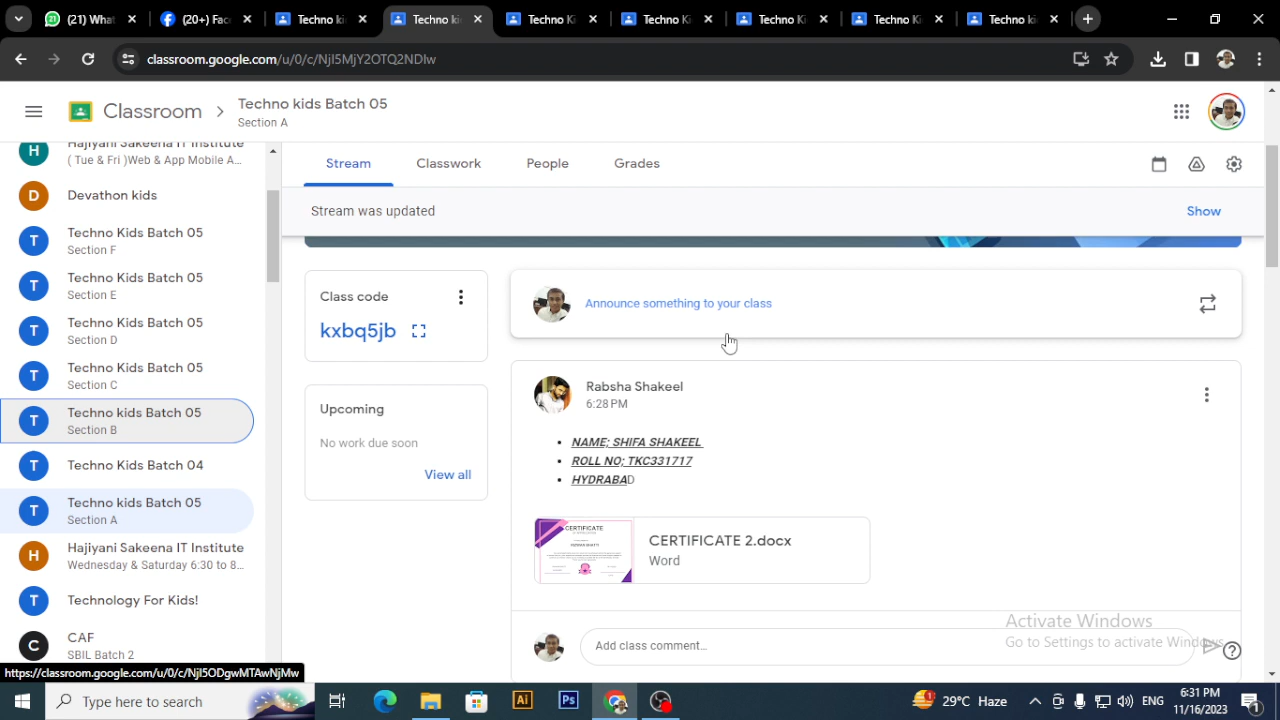 (21) What
(20+) Fac
Techno ki
Techno ki
Techno K
Techno Ki
Techno K
Techno Ki
Techno ki
classroom.google.com/u/0/c/NjI5MjY2OTQ2NDIw
Classroom
Techno kids Batch 05
Section A
Hajiyani Sakeena IT Institute
( Tue & Fri )Web & App Mobile A...
Devathon kids
Techno Kids Batch 05
Section F
Techno Kids Batch 05
Section E
Techno Kids Batch 05
Section D
Techno Kids Batch 05
Section C
Techno kids Batch 05
Section B
Techno Kids Batch 04
Techno kids Batch 05
Section A
Hajiyani Sakeena IT Institute
Wednesday & Saturday 6:30 to 8...
Technology For Kids!
CAF
SBIL Batch 2
Stream Classwork People Grades
Stream was updated Show
Class code
kxbq5jb
Upcoming
No work due soon
View all
Announce something to your class
Rabsha Shakeel
6:28 PM
NAME; SHIFA SHAKEEL
ROLL NO; TKC331717
HYDRABAD
CERTIFICATE
CERTIFICATE 2.docx
Word
Add class comment...
Activate Windows
Go to Settings to activate Windows.
https://classroom.google.com/u/0/c/NjI5ODgwMTAwNjMw
Type here to search
29°C Haze
ENG
6:31 PM
11/16/2023